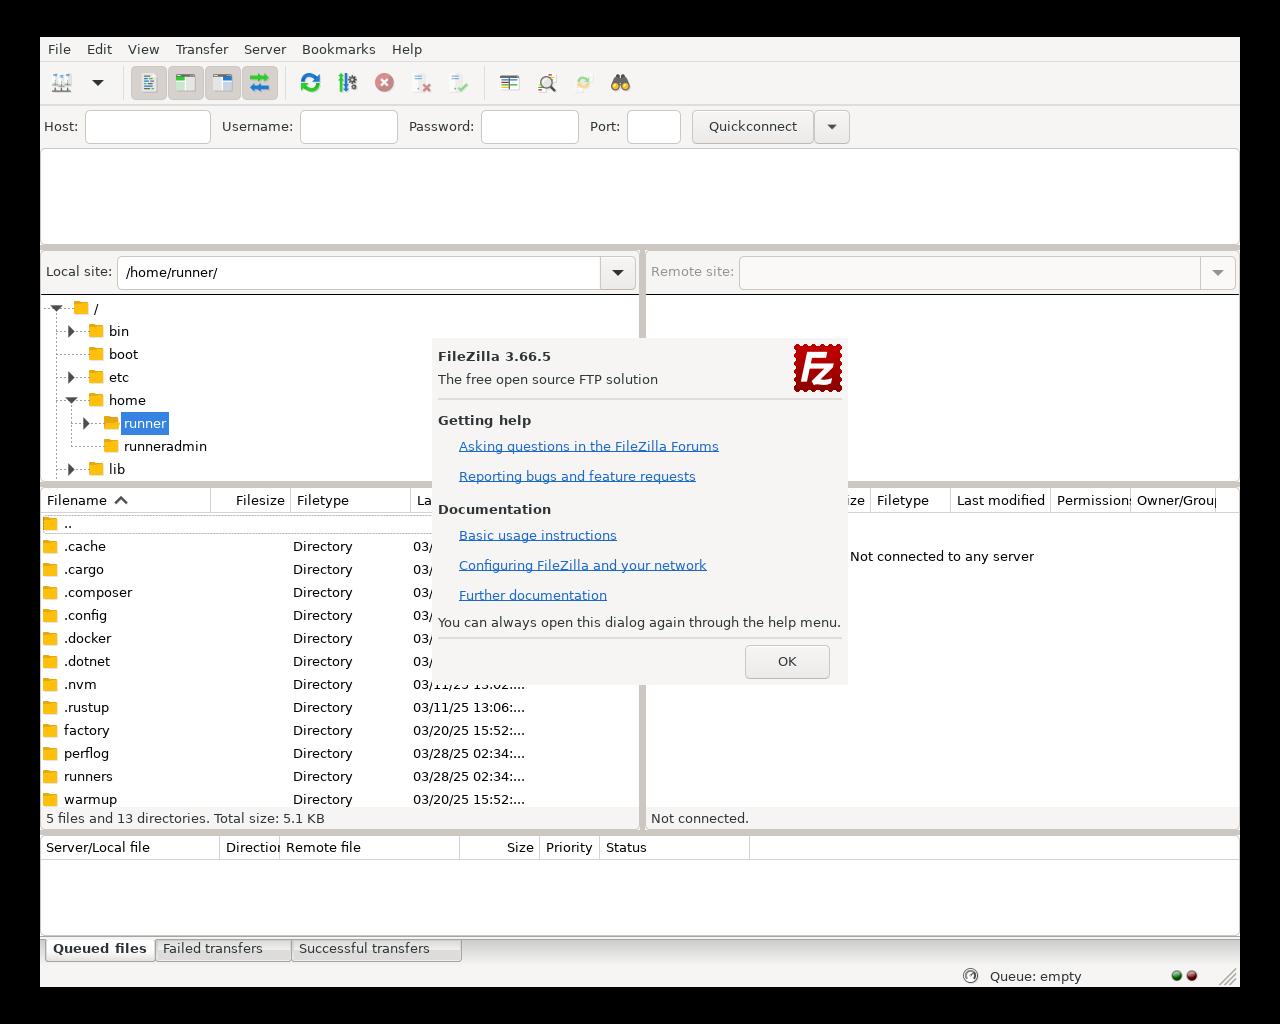 File Edit View Transfer Server Bookmarks Help
Host: Username: Password: Port: Quickconnect
Local site: /home/runner/
Remote site:
/
bin
boot
etc
home
runner
runneradmin
lib
Filename Filesize Filetype La
..
.cache Directory 03/
.cargo Directory 03/
.composer Directory 03/
.config Directory 03/
.docker Directory 03/
.dotnet Directory 03/
.nvm Directory 03/11/25 13:02:...
.rustup Directory 03/11/25 13:06:...
factory Directory 03/20/25 15:52:...
perflog Directory 03/28/25 02:34:...
runners Directory 03/28/25 02:34:...
warmup Directory 03/20/25 15:52:...
5 files and 13 directories. Total size: 5.1 KB
FileZilla 3.66.5
The free open source FTP solution
Fz
Getting help
Asking questions in the FileZilla Forums
Reporting bugs and feature requests
Documentation
Basic usage instructions
Configuring FileZilla and your network
Further documentation
You can always open this dialog again through the help menu.
OK
ze Filetype Last modified Permissions Owner/Grou
Not connected to any server
Not connected.
Server/Local file Direction Remote file Size Priority Status
Queued files Failed transfers Successful transfers
Queue: empty